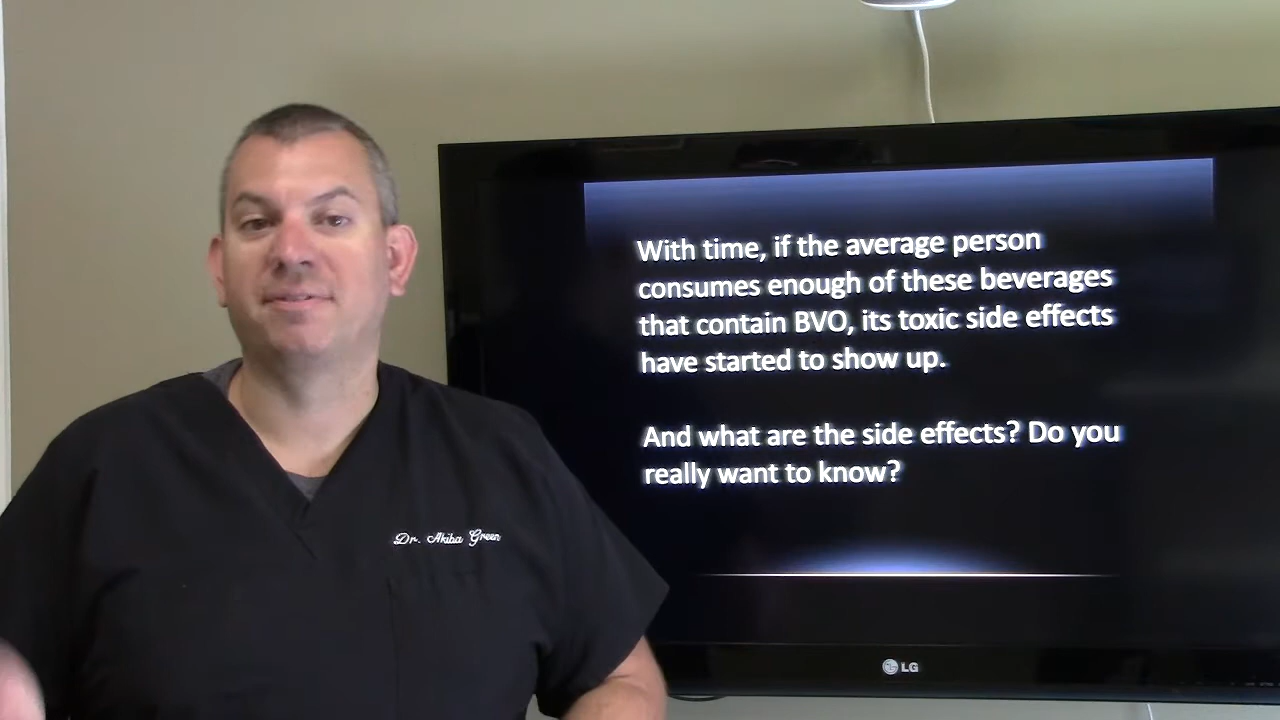 With time, if the average person
consumes enough of these beverages
that contain BVO, its toxic side effects
have started to show up.
And what are the side effects? Do you
really want to know?
Dr. Akiba Green
LG